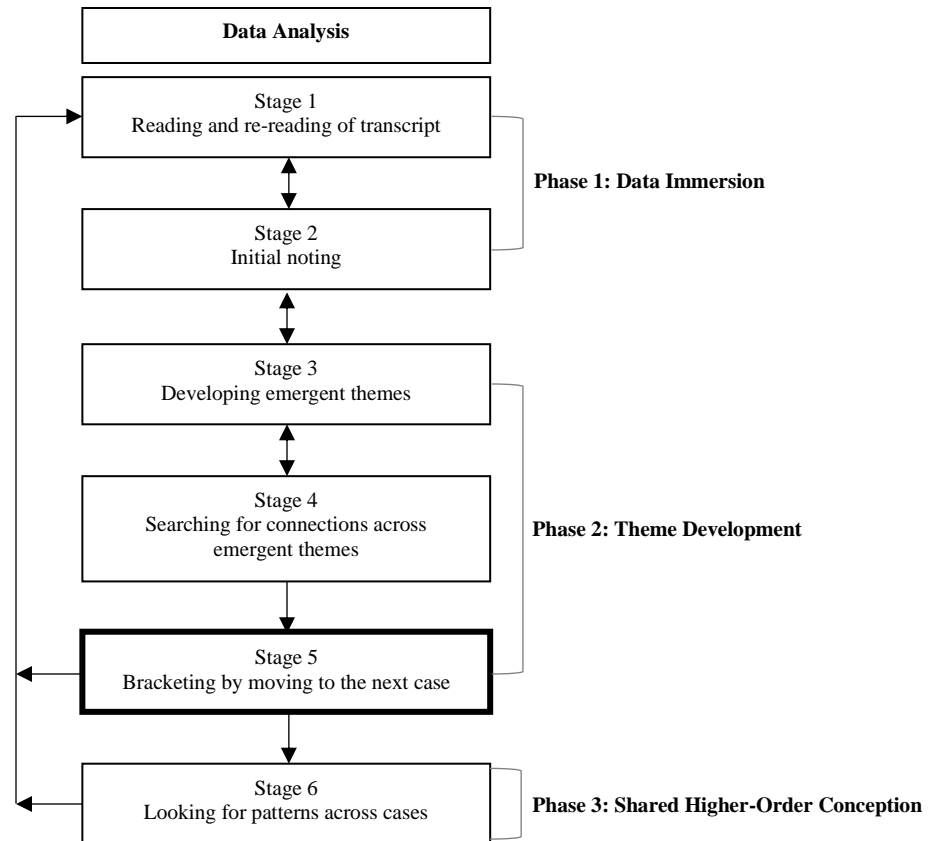 Data Analysis
Stage 1
Reading and re-reading of transcript
Phase 1: Data Immersion
Stage 2
Initial noting
Stage 3
Developing emergent themes
Stage 4
Searching for connections across
emergent themes
Phase 2: Theme Development
Stage 5
Bracketing by moving to the next case
Stage 6
Looking for patterns across cases
Phase 3: Shared Higher-Order Conception